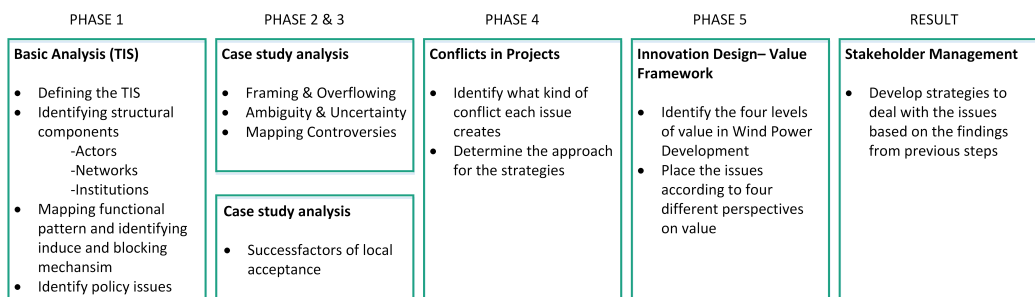 PHASE 1
PHASE 2 & 3
PHASE 4
PHASE 5
RESULT
Basic Analysis (TIS)
• Defining the TIS
• Identifying structural
components
-Actors
-Networks
-Institutions
• Mapping functional
pattern and identifying
induce and blocking
mechansim
• Identify policy issues
Case study analysis
• Framing & Overflowing
• Ambiguity & Uncertainty
• Mapping Controversies
Case study analysis
• Successfactors of local
acceptance
Conflicts in Projects
• Identify what kind of
conflict each issue
creates
• Determine the approach
for the strategies
Innovation Design– Value
Framework
• Identify the four levels
of value in Wind Power
Development
• Place the issues
according to four
different perspectives
on value
Stakeholder Management
• Develop strategies to
deal with the issues
based on the findings
from previous steps